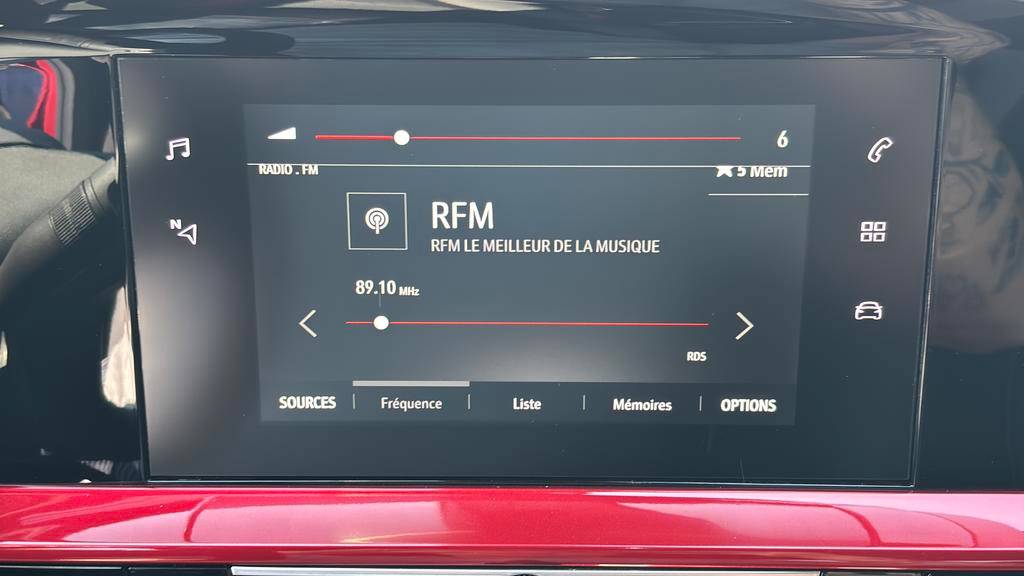 6
RADIO . FM
★ 5 Mem
RFM
RFM LE MEILLEUR DE LA MUSIQUE
N
89.10 MHz
RDS
SOURCES | Fréquence | Liste | Mémoires | OPTIONS